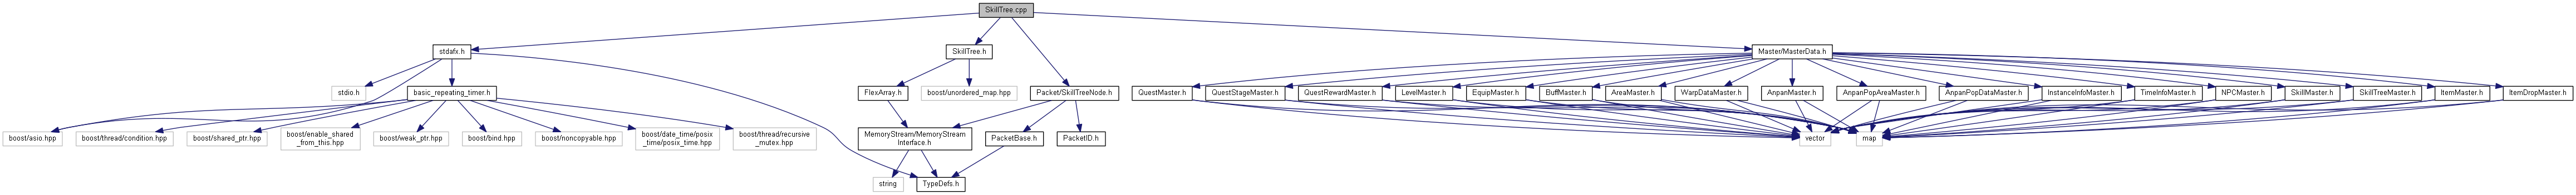 SkillTree.cpp
stdafx.h
SkillTree.h
Master/MasterData.h
stdio.h
basic_repeating_timer.h
FlexArray.h
boost/unordered_map.hpp
Packet/SkillTreeNode.h
QuestMaster.h
QuestStageMaster.h
QuestRewardMaster.h
LevelMaster.h
EquipMaster.h
BuffMaster.h
AreaMaster.h
WarpDataMaster.h
AnpanMaster.h
AnpanPopAreaMaster.h
AnpanPopDataMaster.h
InstanceInfoMaster.h
TimeInfoMaster.h
NPCMaster.h
SkillMaster.h
SkillTreeMaster.h
ItemMaster.h
ItemDropMaster.h
boost/asio.hpp
boost/thread/condition.hpp
boost/shared_ptr.hpp
boost/enable_shared
_from_this.hpp
boost/weak_ptr.hpp
boost/bind.hpp
boost/noncopyable.hpp
boost/date_time/posix
_time/posix_time.hpp
boost/thread/recursive
_mutex.hpp
MemoryStream/MemoryStream
Interface.h
PacketBase.h
PacketID.h
vector
map
string
TypeDefs.h